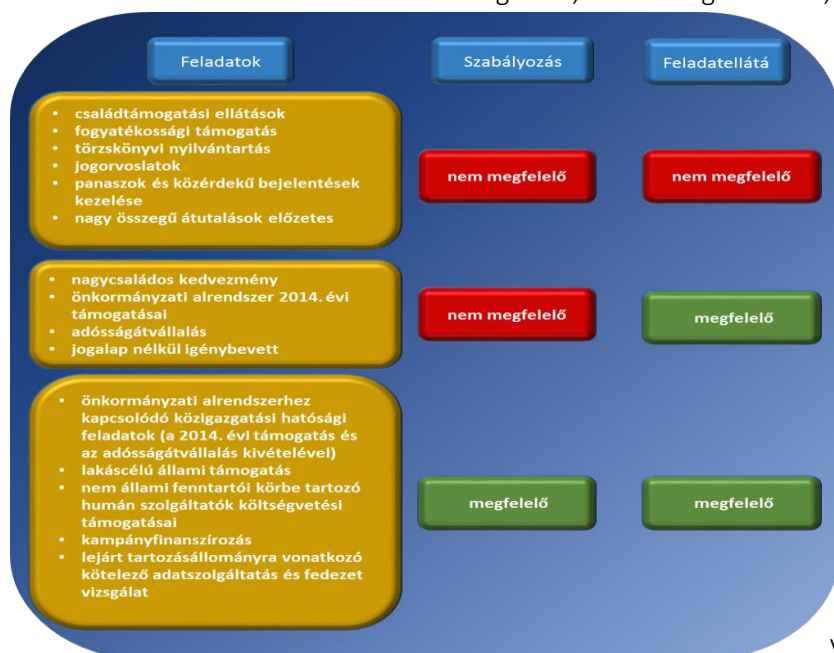 Feladatok
Szabályozás
Feladatellátá
• családtámogatási ellátások
• fogyatékossági támogatás
• törzskönyvi nyilvántartás
• jogorvoslatok
• panaszok és közérdekű bejelentések
kezelése
• nagy összegű átutalások előzetes
nem megfelelő
nem megfelelő
• nagycsaládos kedvezmény
• önkormányzati alrendszer 2014. évi
támogatásai
• adósságátvállalás
• jogalap nélkül igénybevett
nem megfelelő
megfelelő
• önkormányzati alrendszerhez
kapcsolódó közigazgatási hatósági
feladatok (a 2014. évi támogatás és
az adósságátvállalás kivételével)
• lakáscélú állami támogatás
• nem állami fenntartói körbe tartozó
humán szolgáltatók költségvetési
támogatásai
• kampányfinanszírozás
• lejárt tartozásállományra vonatkozó
kötelező adatszolgáltatás és fedezet
vizsgálat
megfelelő
megfelelő